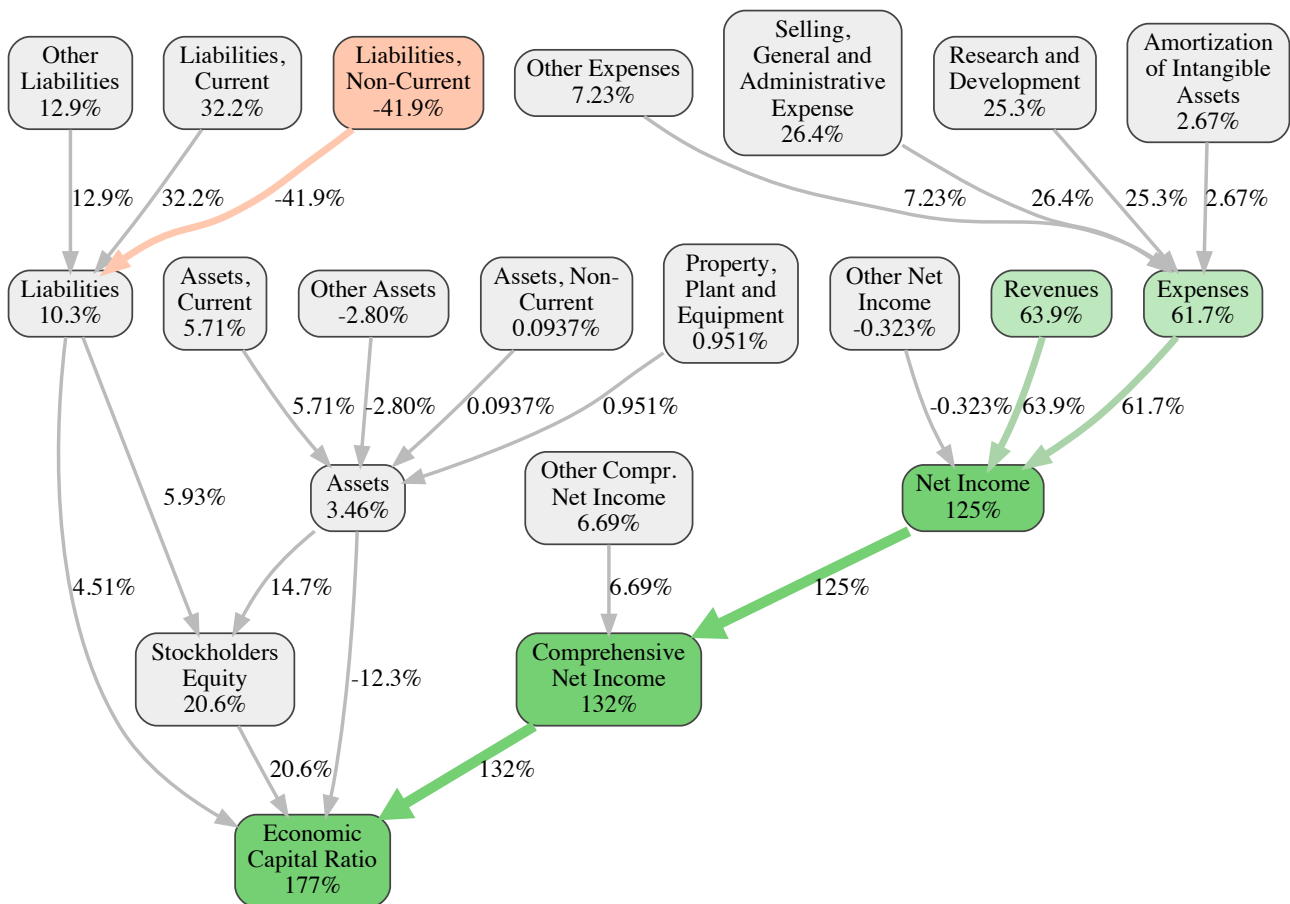 Other
Liabilities
12.9%
Liabilities,
Current
32.2%
Liabilities,
Non-Current
-41.9%
Other Expenses
7.23%
Selling,
General and
Administrative
Expense
26.4%
Research and
Development
25.3%
Amortization
of Intangible
Assets
2.67%
12.9%
32.2%
-41.9%
7.23%
26.4%
25.3%
2.67%
Liabilities
10.3%
Assets,
Current
5.71%
Other Assets
-2.80%
Assets, Non-
Current
0.0937%
Property,
Plant and
Equipment
0.951%
Other Net
Income
-0.323%
Revenues
63.9%
Expenses
61.7%
5.71%
-2.80%
0.0937%
0.951%
-0.323%
63.9%
61.7%
5.93%
Assets
3.46%
Other Compr.
Net Income
6.69%
Net Income
125%
4.51%
14.7%
6.69%
125%
Stockholders
Equity
20.6%
-12.3%
Comprehensive
Net Income
132%
20.6%
132%
Economic
Capital Ratio
177%